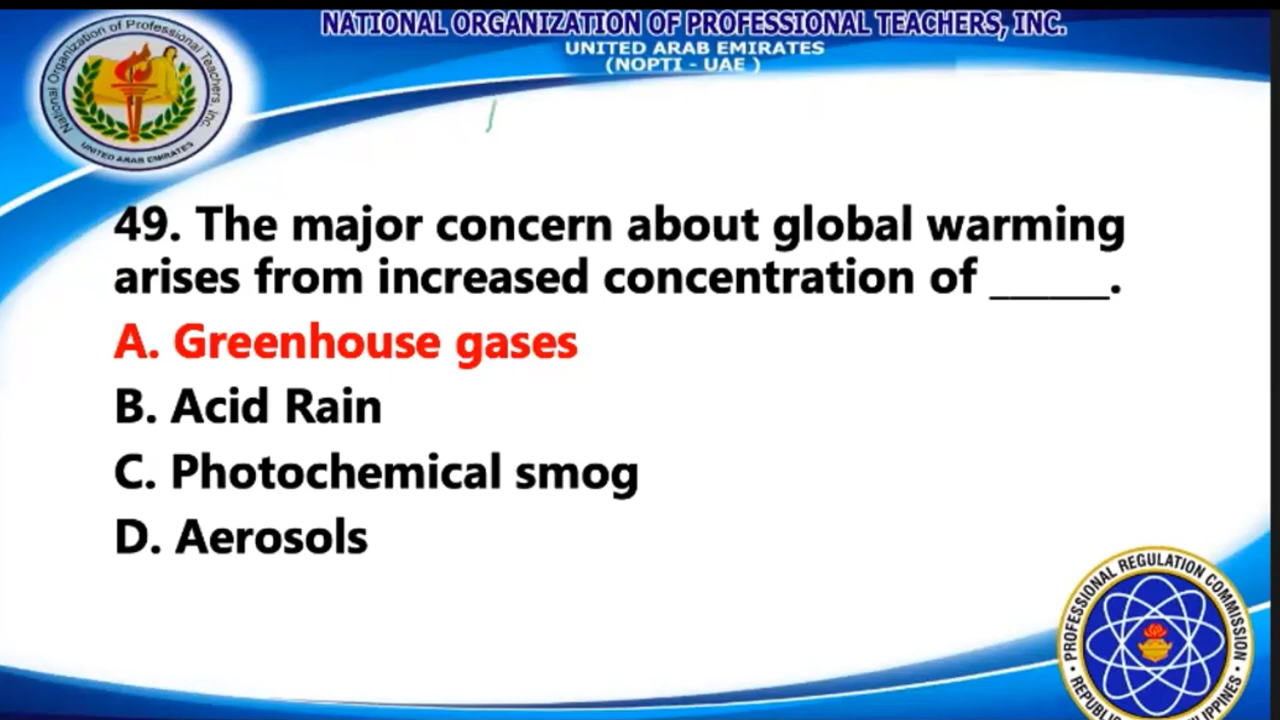 NATIONAL ORGANIZATION OF PROFESSIONAL TEACHERS, INC.
UNITED ARAB EMIRATES
(NOPTI - UAE )
National Organization of Professional Teachers, Inc.
UNITED ARAB EMIRATES
49. The major concern about global warming
arises from increased concentration of ______.
A. Greenhouse gases
B. Acid Rain
C. Photochemical smog
D. Aerosols
PROFESSIONAL REGULATION COMMISSION